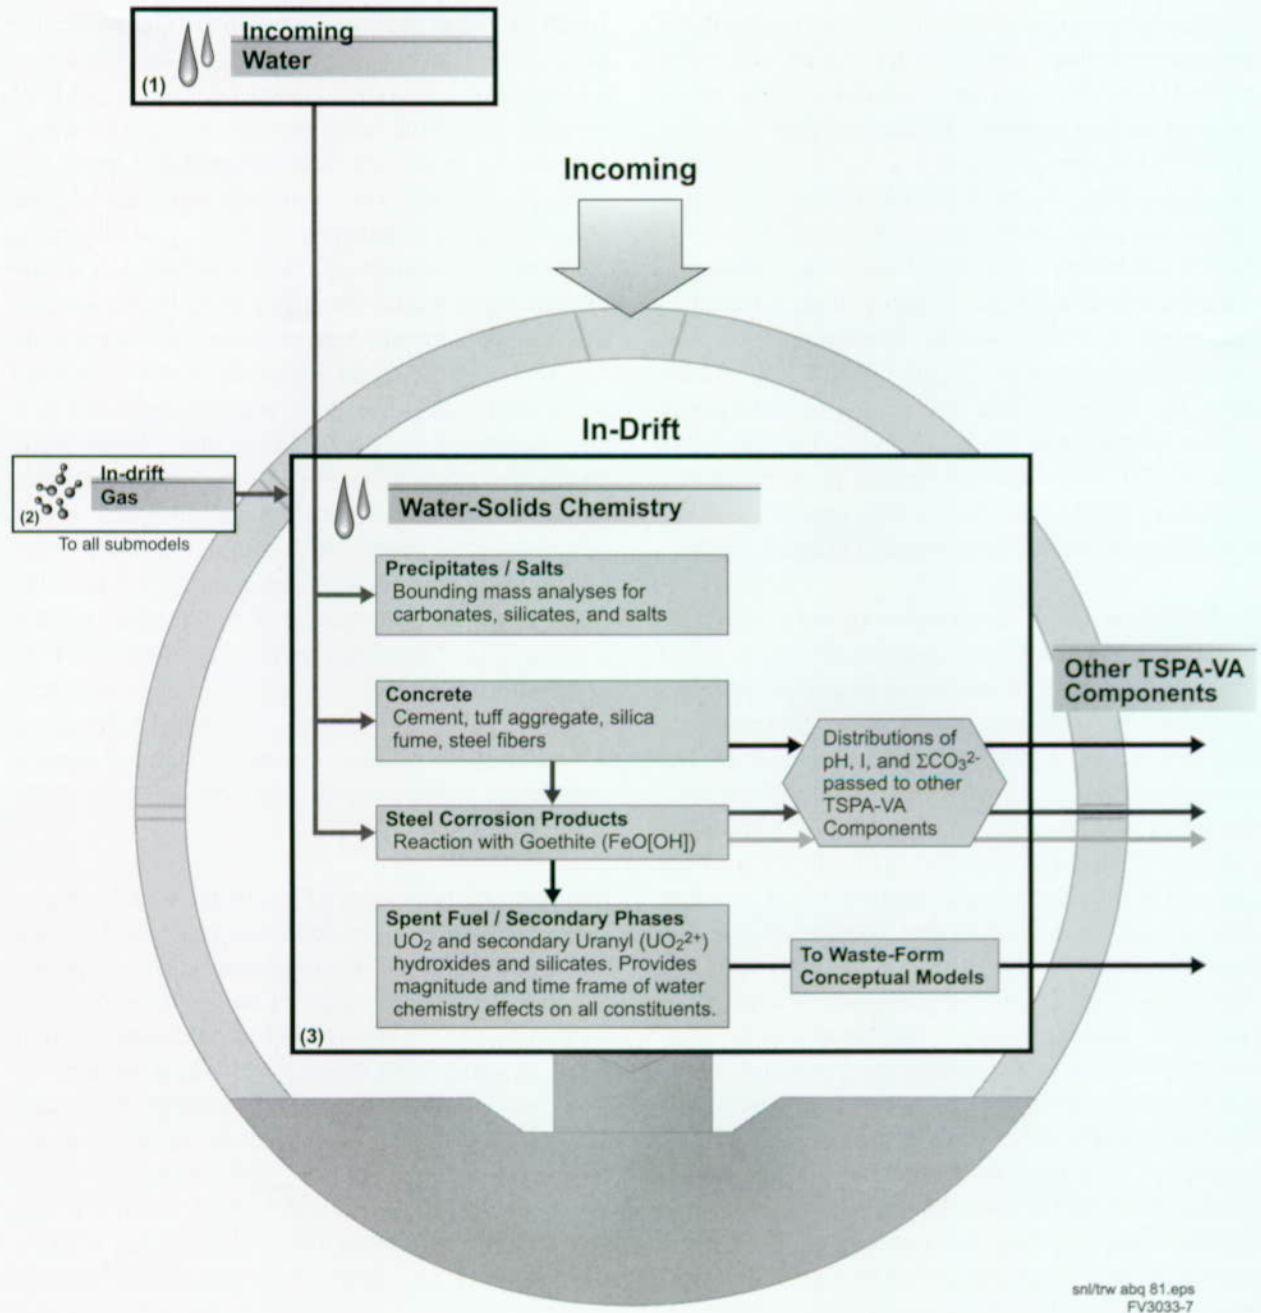 Incoming
Water
(1)
Incoming
In-Drift
In-drift
Gas
(2)
To all submodels
Water-Solids Chemistry
Precipitates / Salts
Bounding mass analyses for
carbonates, silicates, and salts
Concrete
Cement, tuff aggregate, silica
fume, steel fibers
Steel Corrosion Products
Reaction with Goethite (FeO[OH])
Spent Fuel / Secondary Phases
UO₂ and secondary Uranyl (UO₂²⁺)
hydroxides and silicates. Provides
magnitude and time frame of water
chemistry effects on all constituents.
(3)
Distributions of
pH, I, and ΣCO₃²⁻
passed to other
TSPA-VA
Components
To Waste-Form
Conceptual Models
Other TSPA-VA
Components
snl/trw abq 81.eps
FV3033-7